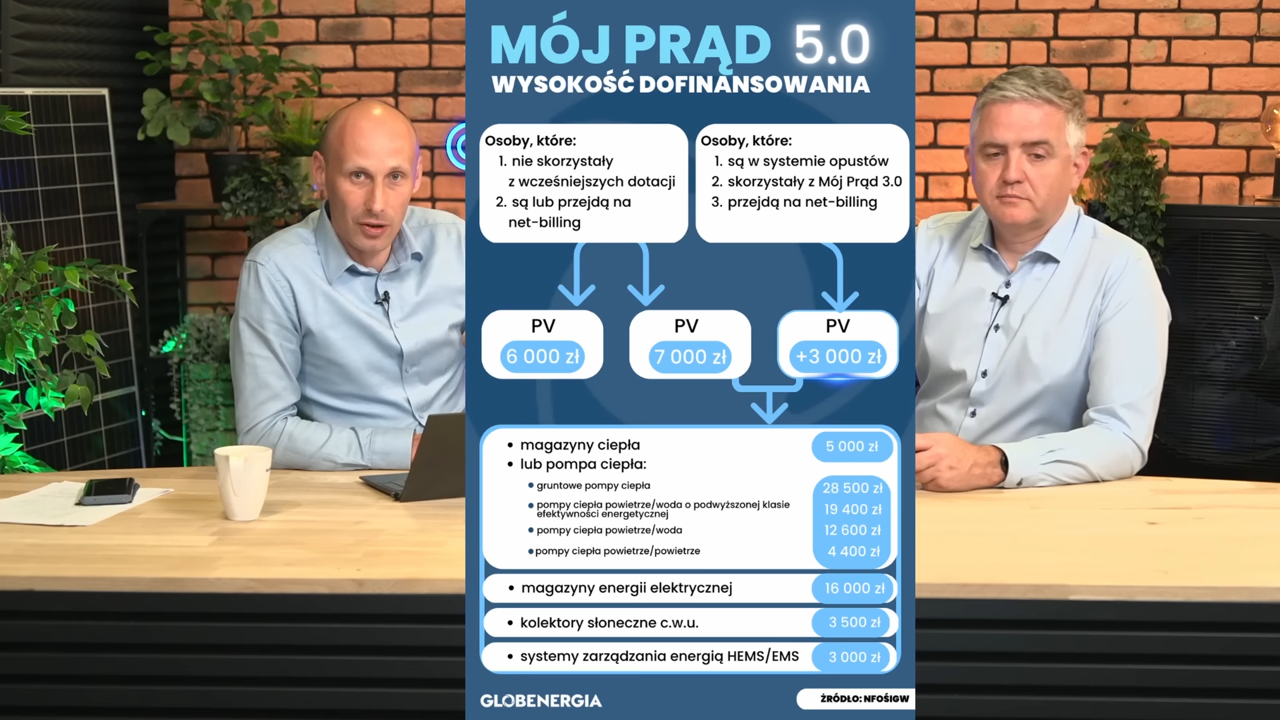 MÓJ PRĄD 5.0
WYSOKOŚĆ DOFINANSOWANIA
Osoby, które:
1. nie skorzystały
z wcześniejszych dotacji
2. są lub przejdą na
net-billing
Osoby, które:
1. są w systemie opustów
2. skorzystały z Mój Prąd 3.0
3. przejdą na net-billing
PV
6 000 zł
PV
7 000 zł
PV
+3 000 zł
• magazyny ciepła
5 000 zł
• lub pompa ciepła:
• gruntowe pompy ciepła
28 500 zł
• pompy ciepła powietrze/woda o podwyższonej klasie
efektywności energetycznej
19 400 zł
• pompy ciepła powietrze/woda
12 600 zł
• pompy ciepła powietrze/powietrze
4 400 zł
• magazyny energii elektrycznej
16 000 zł
• kolektory słoneczne c.w.u.
3 500 zł
• systemy zarządzania energią HEMS/EMS
3 000 zł
GLOBENERGIA
ŹRÓDŁO: NFOŚIGW